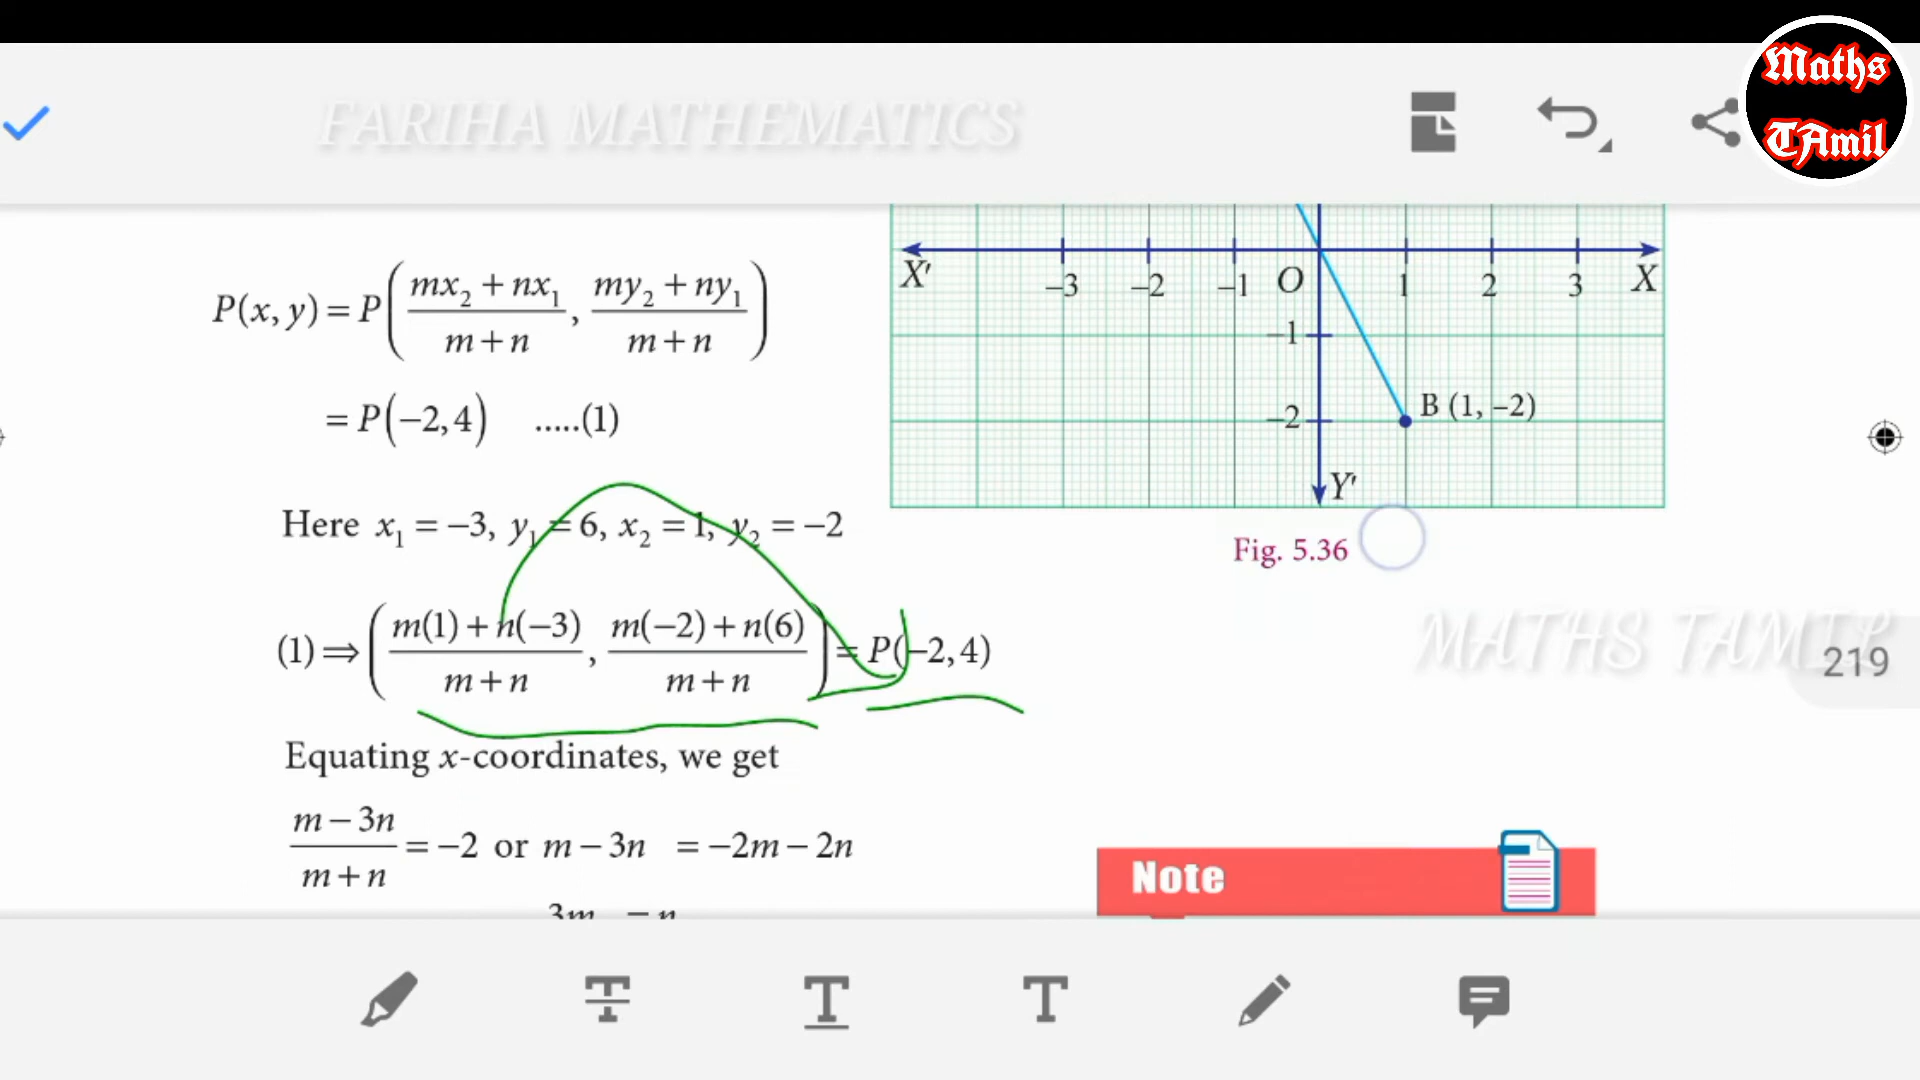 Maths
TAmil
FARIHA MATHEMATICS
P(x, y) = P((mx₂ + nx₁)/(m + n), (my₂ + ny₁)/(m + n))
= P(−2, 4) .....(1)
Here x₁ = −3, y₁ = 6, x₂ = 1, y₂ = −2
(1) ⇒ ((m(1) + n(−3))/(m + n), (m(−2) + n(6))/(m + n)) = P(−2, 4)
Equating x-coordinates, we get
(m − 3n)/(m + n) = −2 or m − 3n = −2m − 2n
3m = n
X′ −3 −2 −1 O 1 2 3 X
−1
−2
B (1, −2)
Y′
Fig. 5.36
MATHS TAMIL
219
Note
T T T